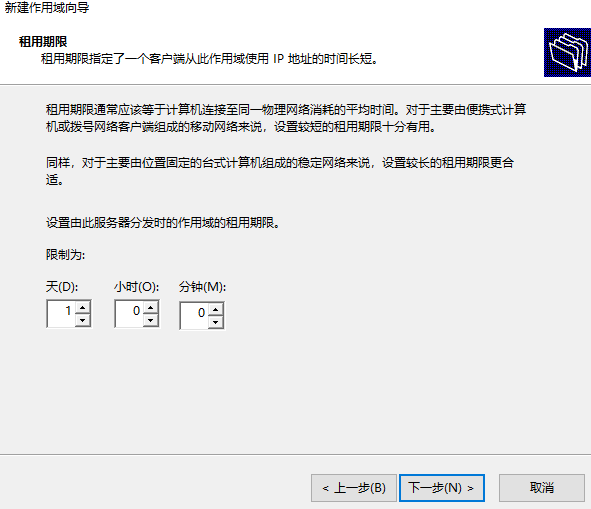 新建作用域向导
租用期限
租用期限指定了一个客户端从此作用域使用 IP 地址的时间长短。
租用期限通常应该等于计算机连接至同一物理网络消耗的平均时间。对于主要由便携式计算
机或拨号网络客户端组成的移动网络来说，设置较短的租用期限十分有用。
同样，对于主要由位置固定的台式计算机组成的稳定网络来说，设置较长的租用期限更合
适。
设置由此服务器分发时的作用域的租用期限。
限制为:
天(D): 小时(O): 分钟(M):
1 0 0
< 上一步(B) 下一步(N) > 取消